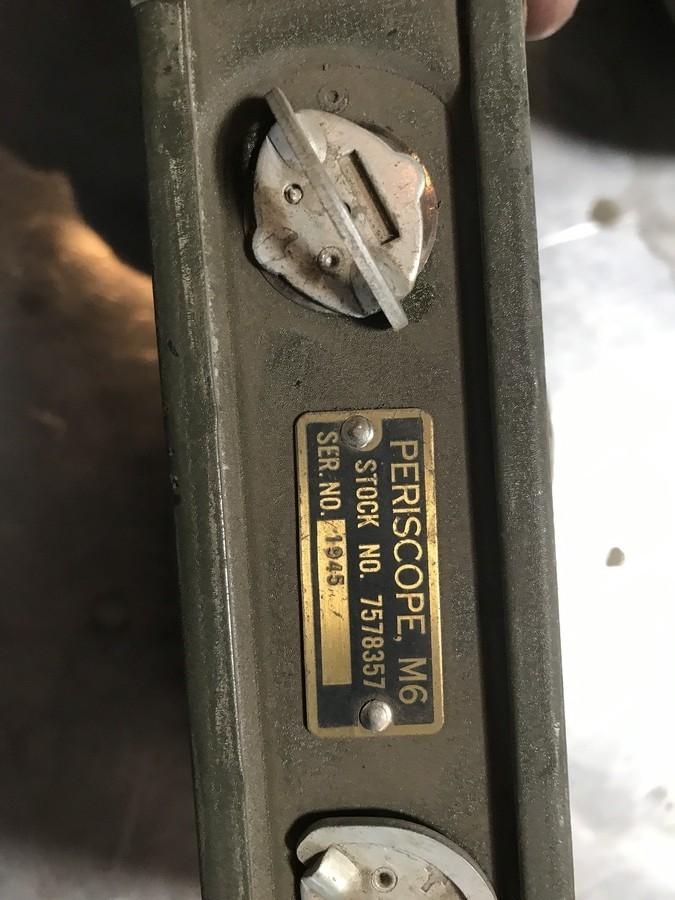 PERISCOPE, M6
STOCK NO. 7578357
SER. NO. 1945